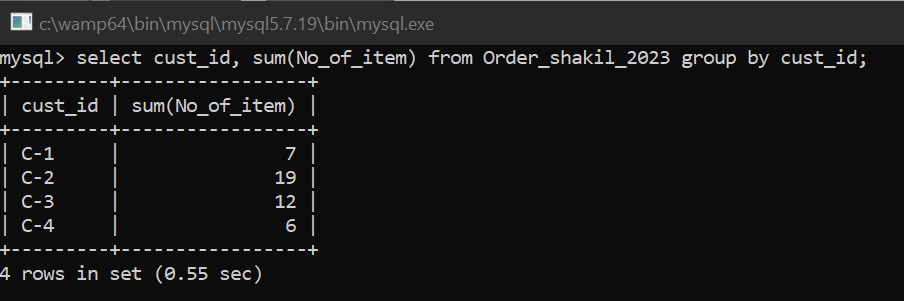 c:\wamp64\bin\mysql\mysql5.7.19\bin\mysql.exe
mysql> select cust_id, sum(No_of_item) from Order_shakil_2023 group by cust_id;
+---------+-----------------+
| cust_id | sum(No_of_item) |
+---------+-----------------+
| C-1     |               7 |
| C-2     |              19 |
| C-3     |              12 |
| C-4     |               6 |
+---------+-----------------+
4 rows in set (0.55 sec)